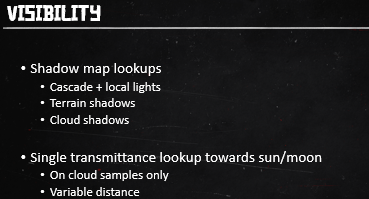 VISIBILITY
• Shadow map lookups
• Cascade + local lights
• Terrain shadows
• Cloud shadows
• Single transmittance lookup towards sun/moon
• On cloud samples only
• Variable distance